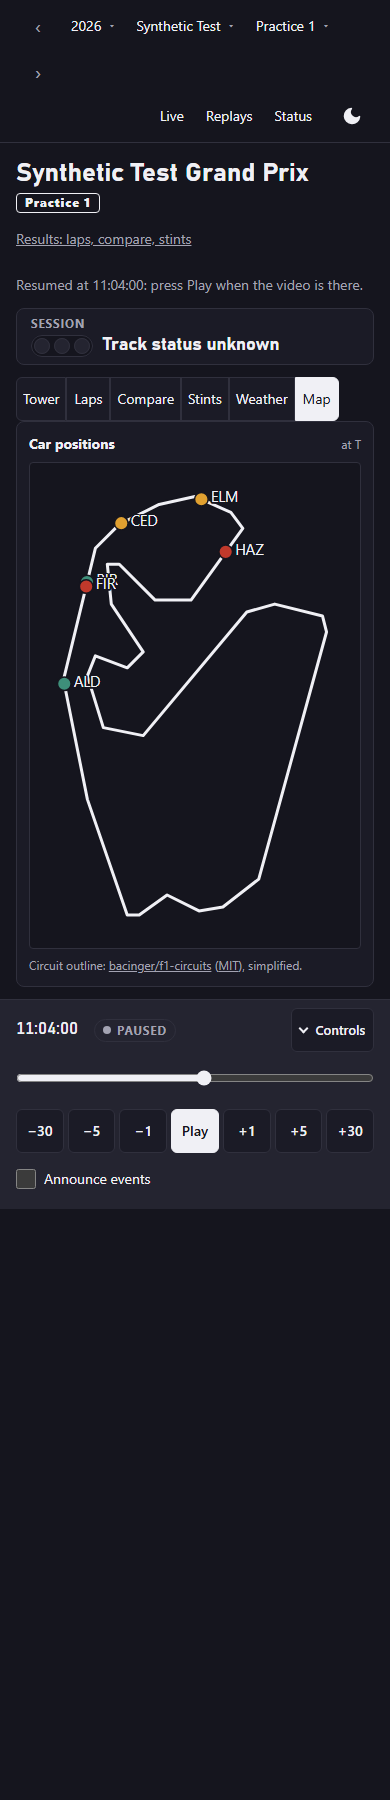 ‹ 2026 Synthetic Test Practice 1
›
Live Replays Status
Synthetic Test Grand Prix
Practice 1
Results: laps, compare, stints
Resumed at 11:04:00: press Play when the video is there.
SESSION
Track status unknown
Tower Laps Compare Stints Weather Map
Car positions at T
ELM
CED
HAZ
FIR
ALD
Circuit outline: bacinger/f1-circuits (MIT), simplified.
11:04:00 PAUSED Controls
−30 −5 −1 Play +1 +5 +30
Announce events